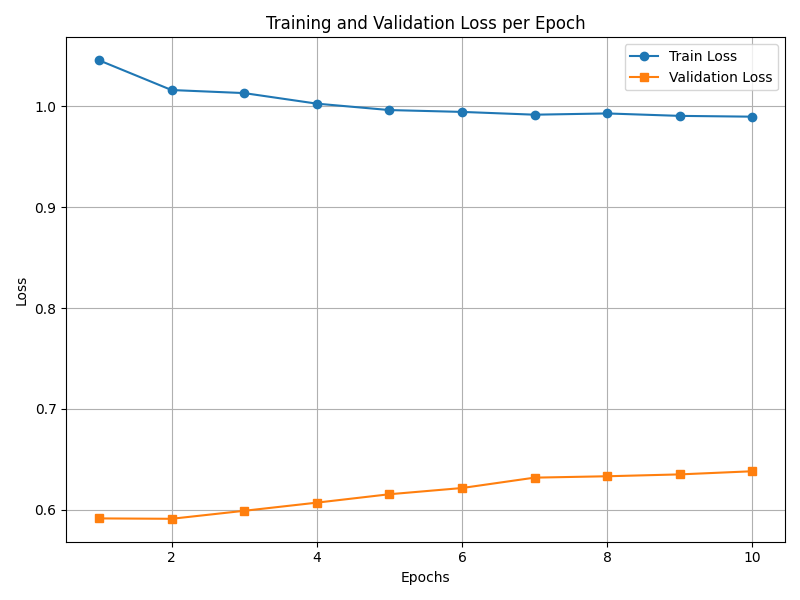 Training and Validation Loss per Epoch
Train Loss
Validation Loss
1.0
0.9
0.8
0.7
0.6
Loss
2 4 6 8 10
Epochs